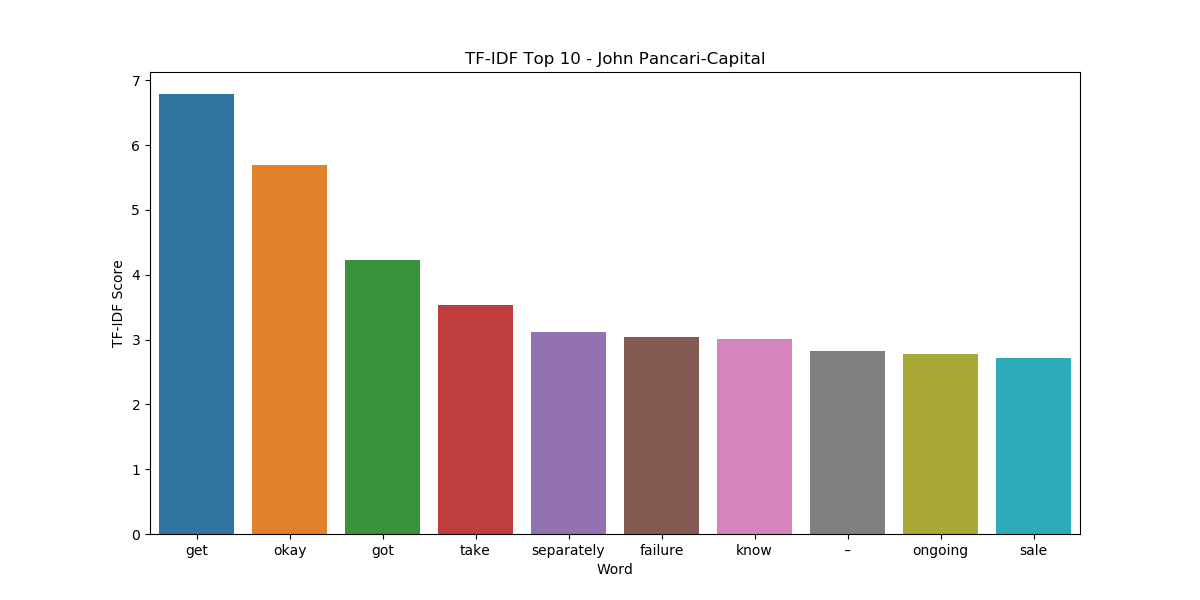 TF-IDF Top 10 - John Pancari-Capital
7
6
5
4
3
2
1
0
TF-IDF Score
get okay got take separately failure know – ongoing sale
Word